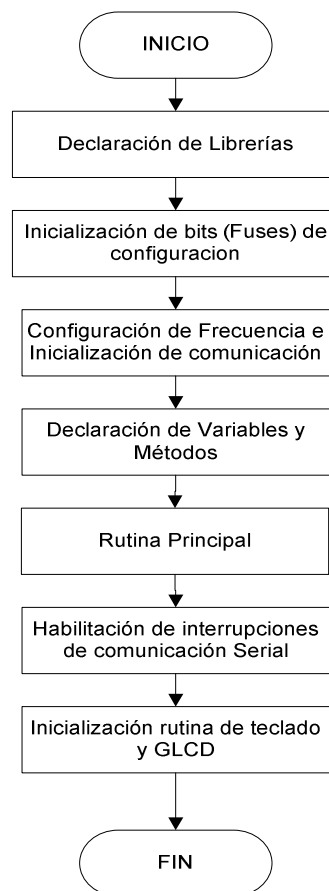 INICIO
Declaración de Librerías
Inicialización de bits (Fuses) de
configuracion
Configuración de Frecuencia e
Inicialización de comunicación
Declaración de Variables y
Métodos
Rutina Principal
Habilitación de interrupciones
de comunicación Serial
Inicialización rutina de teclado
y GLCD
FIN